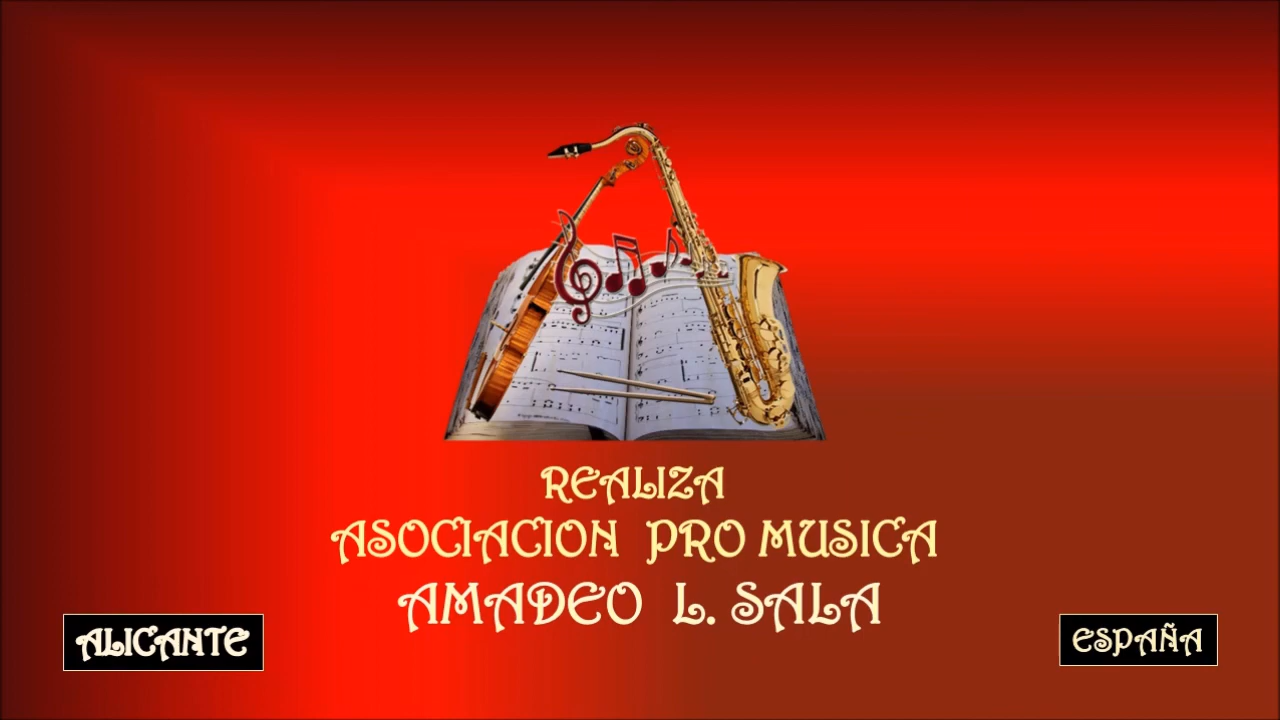 REALIZA
ASOCIACION PRO MUSICA
AMADEO L. SALA
ALICANTE
ESPAÑA